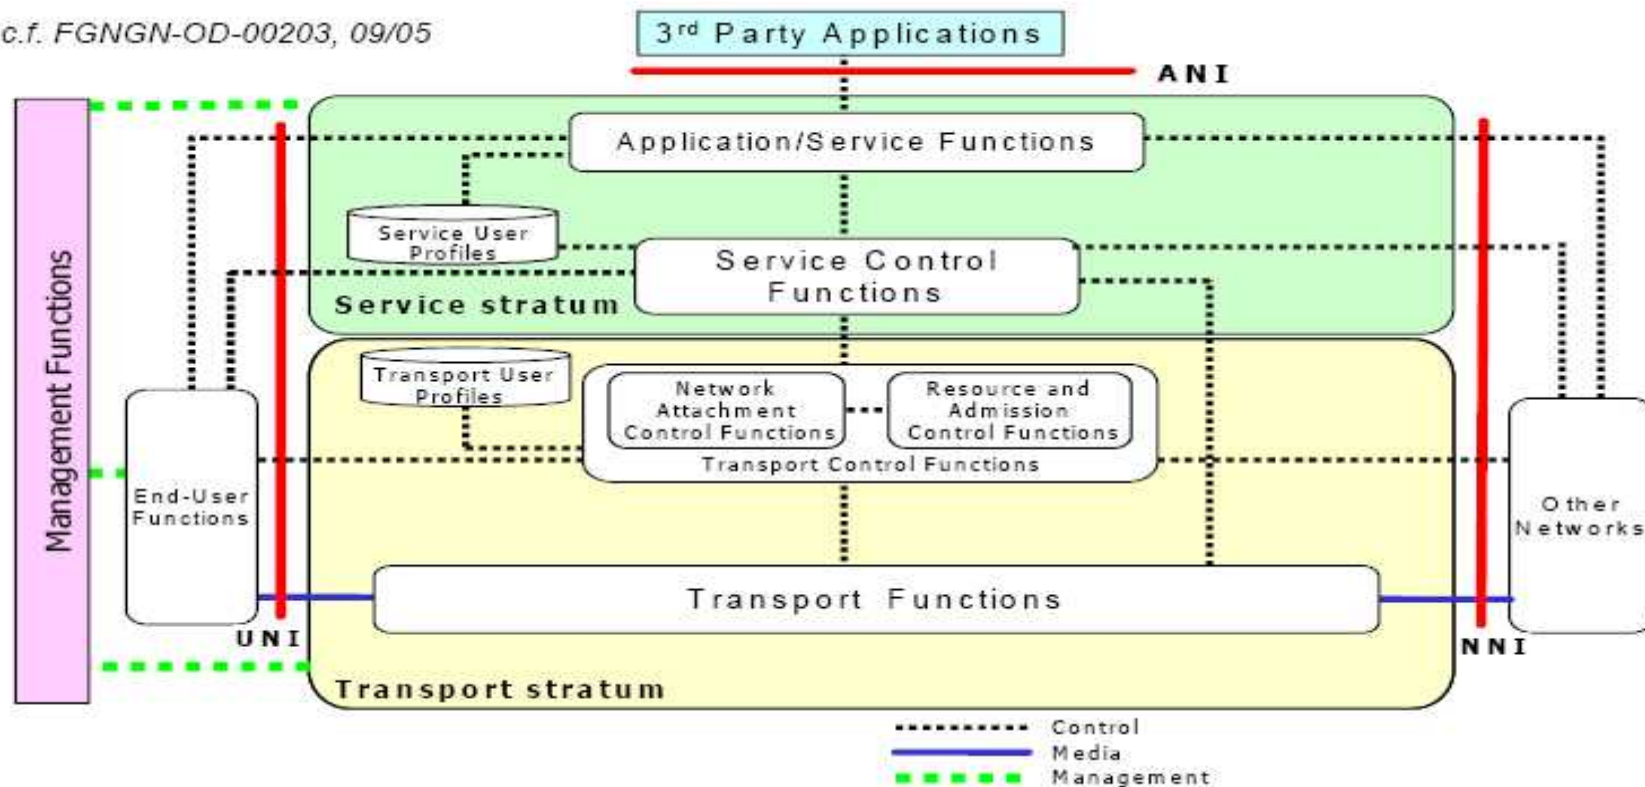 c.f. FGNGN-OD-00203, 09/05
3rd Party Applications
ANI
Application/Service Functions
Service User
Profiles
Service Control
Functions
Service stratum
Management Functions
Transport User
Profiles
Network
Attachment
Control Functions
Resource and
Admission
Control Functions
Transport Control Functions
End-User
Functions
Other
Networks
Transport Functions
UNI
NNI
Transport stratum
Control
Media
Management